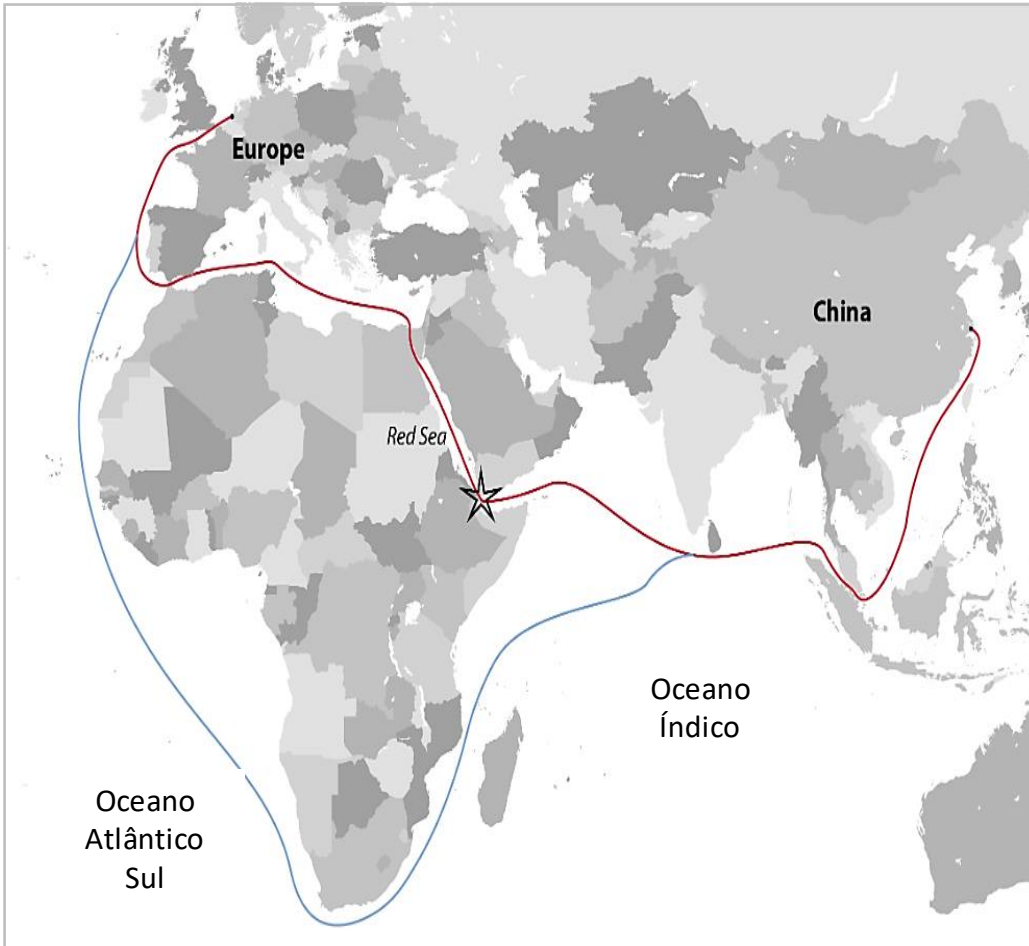 Europe
China
Red Sea
Oceano
Índico
Oceano
Atlântico
Sul